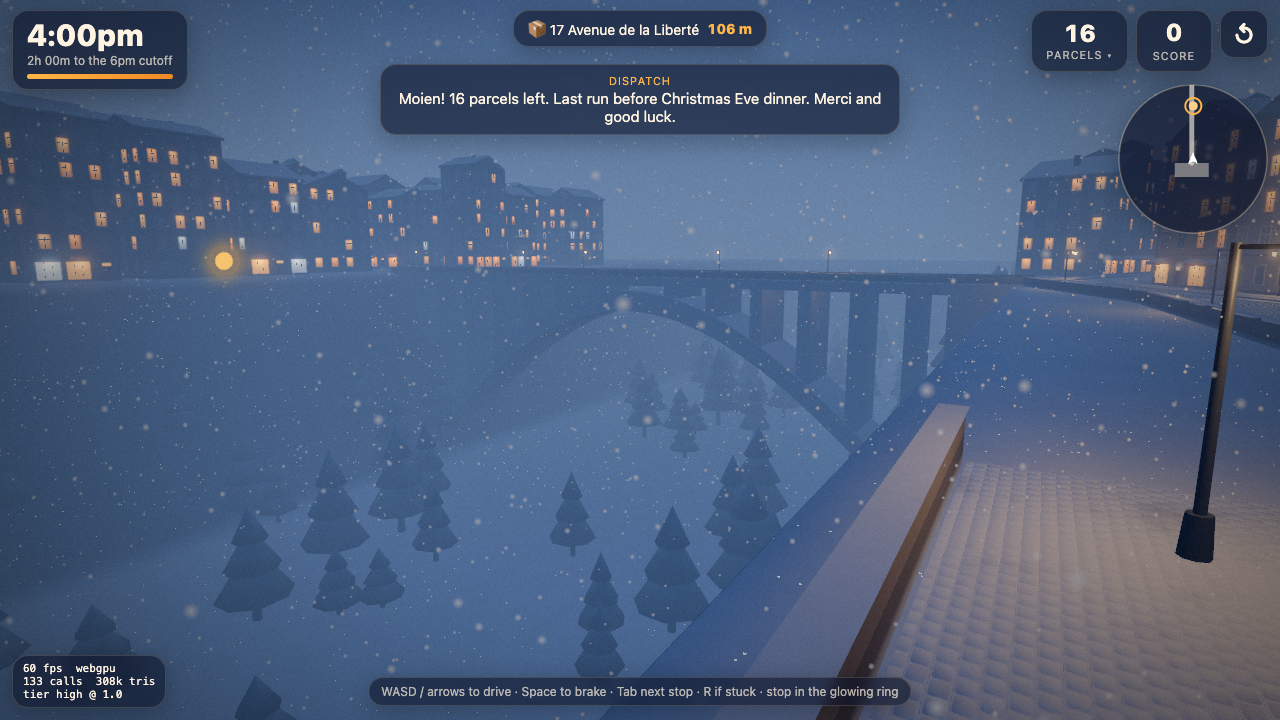 4:00pm
2h 00m to the 6pm cutoff
📦 17 Avenue de la Liberté 106 m
16
PARCELS ▾
0
SCORE
DISPATCH
Moien! 16 parcels left. Last run before Christmas Eve dinner. Merci and
good luck.
60 fps webgpu
133 calls 308k tris
tier high @ 1.0
WASD / arrows to drive · Space to brake · Tab next stop · R if stuck · stop in the glowing ring